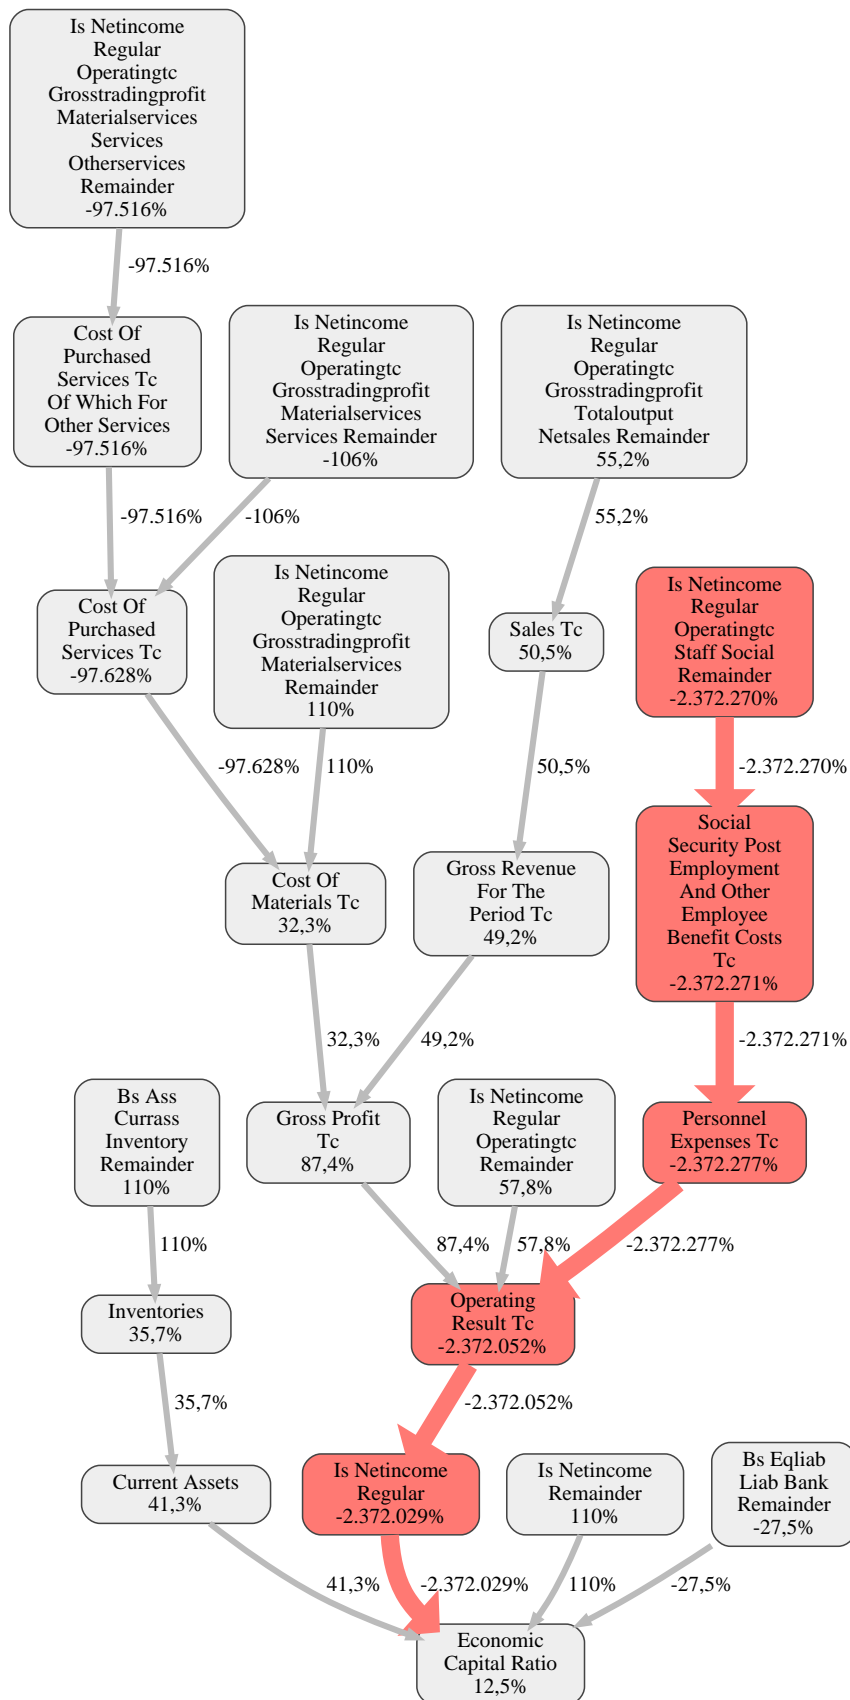 Is Netincome
Regular
Operatingtc
Grosstradingprofit
Materialservices
Services
Otherservices
Remainder
-97.516%
-97.516%
Cost Of
Purchased
Services Tc
Of Which For
Other Services
-97.516%
Is Netincome
Regular
Operatingtc
Grosstradingprofit
Materialservices
Services Remainder
-106%
Is Netincome
Regular
Operatingtc
Grosstradingprofit
Totaloutput
Netsales Remainder
55,2%
-97.516%
-106%
55,2%
Cost Of
Purchased
Services Tc
-97.628%
Is Netincome
Regular
Operatingtc
Grosstradingprofit
Materialservices
Remainder
110%
Sales Tc
50,5%
Is Netincome
Regular
Operatingtc
Staff Social
Remainder
-2.372.270%
-97.628%
110%
50,5%
-2.372.270%
Cost Of
Materials Tc
32,3%
Gross Revenue
For The
Period Tc
49,2%
Social
Security Post
Employment
And Other
Employee
Benefit Costs
Tc
-2.372.271%
32,3%
49,2%
-2.372.271%
Bs Ass
Currass
Inventory
Remainder
110%
Gross Profit
Tc
87,4%
Is Netincome
Regular
Operatingtc
Remainder
57,8%
Personnel
Expenses Tc
-2.372.277%
110%
87,4%
57,8%
-2.372.277%
Inventories
35,7%
Operating
Result Tc
-2.372.052%
35,7%
-2.372.052%
Current Assets
41,3%
Is Netincome
Regular
-2.372.029%
Is Netincome
Remainder
110%
Bs Eqliab
Liab Bank
Remainder
-27,5%
41,3%
-2.372.029%
110%
-27,5%
Economic
Capital Ratio
12,5%